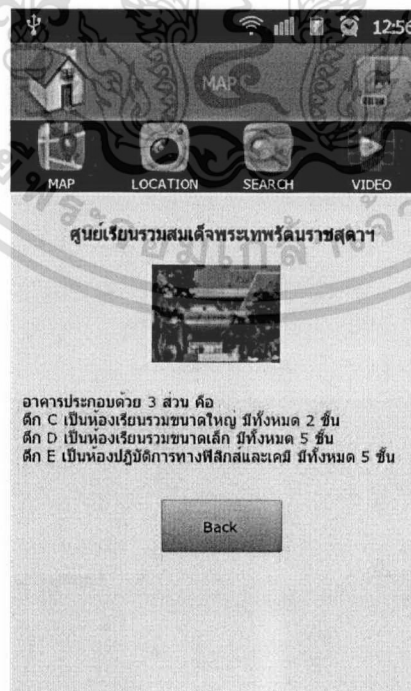 12:56
MAP
MAP LOCATION SEARCH VIDEO
ศูนย์เรียนรวมสมเด็จพระเทพรัตนราชสุดาฯ
อาคารประกอบด้วย 3 ส่วน คือ
ตึก C เป็นห้องเรียนรวมขนาดใหญ่ มีทั้งหมด 2 ชั้น
ตึก D เป็นห้องเรียนรวมขนาดเล็ก มีทั้งหมด 5 ชั้น
ตึก E เป็นห้องปฏิบัติการทางฟิสิกส์และเคมี มีทั้งหมด 5 ชั้น
Back